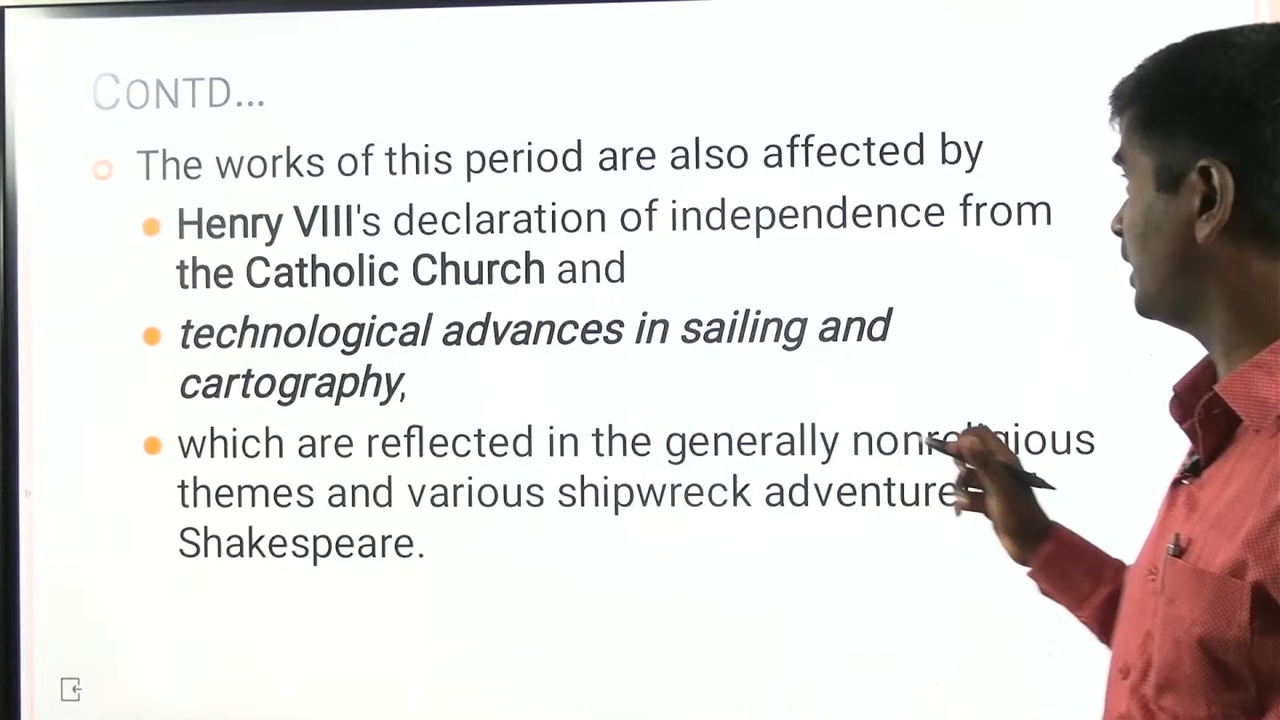 CONTD...
The works of this period are also affected by
Henry VIII's declaration of independence from
the Catholic Church and
technological advances in sailing and
cartography,
which are reflected in the generally nonreligious
themes and various shipwreck adventure
Shakespeare.